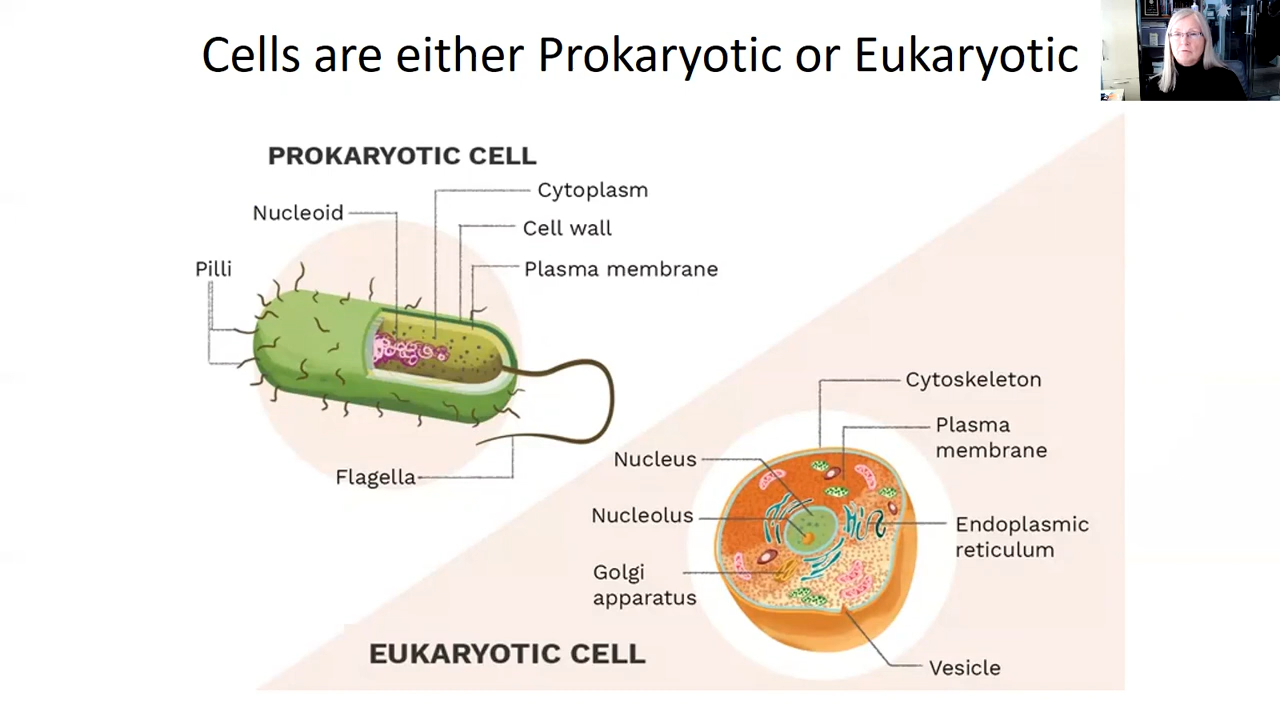 Cells are either Prokaryotic or Eukaryotic
PROKARYOTIC CELL
Cytoplasm
Nucleoid
Cell wall
Pilli
Plasma membrane
Flagella
Cytoskeleton
Plasma
membrane
Nucleus
Nucleolus
Endoplasmic
reticulum
Golgi
apparatus
EUKARYOTIC CELL
Vesicle